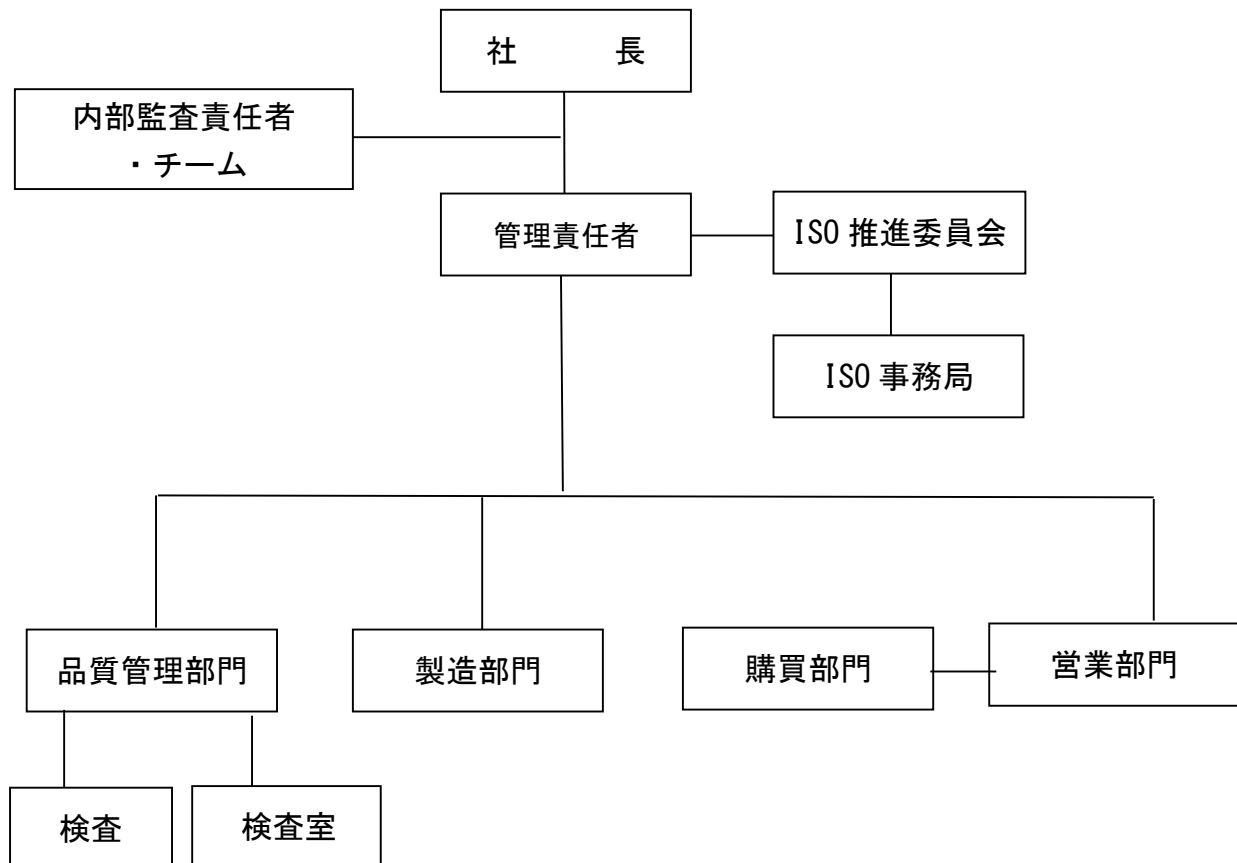 社　　　長
内部監査責任者
・チーム
管理責任者
ISO 推進委員会
ISO 事務局
品質管理部門
製造部門
購買部門
営業部門
検査
検査室